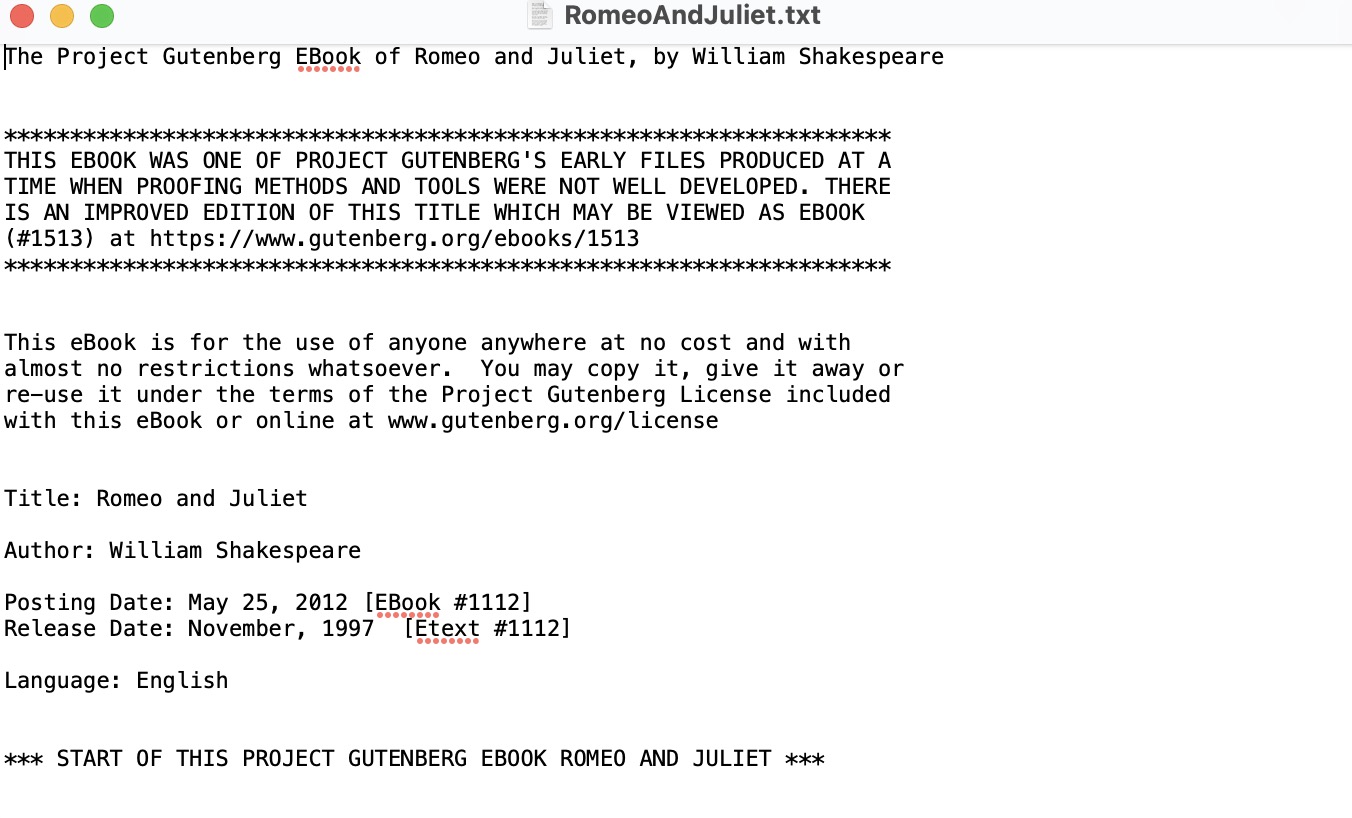 RomeoAndJuliet.txt
The Project Gutenberg EBook of Romeo and Juliet, by William Shakespeare
*******************************************************************
THIS EBOOK WAS ONE OF PROJECT GUTENBERG'S EARLY FILES PRODUCED AT A
TIME WHEN PROOFING METHODS AND TOOLS WERE NOT WELL DEVELOPED. THERE
IS AN IMPROVED EDITION OF THIS TITLE WHICH MAY BE VIEWED AS EBOOK
(#1513) at https://www.gutenberg.org/ebooks/1513
*******************************************************************
This eBook is for the use of anyone anywhere at no cost and with
almost no restrictions whatsoever.  You may copy it, give it away or
re-use it under the terms of the Project Gutenberg License included
with this eBook or online at www.gutenberg.org/license
Title: Romeo and Juliet
Author: William Shakespeare
Posting Date: May 25, 2012 [EBook #1112]
Release Date: November, 1997  [Etext #1112]
Language: English
*** START OF THIS PROJECT GUTENBERG EBOOK ROMEO AND JULIET ***